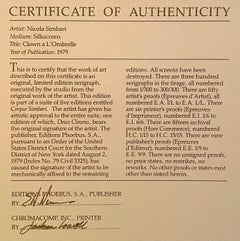 CERTIFICATE OF AUTHENTICITY
Artist: Nicola Simbari
Medium: Silkscreen
Title: Clown a L'Ombrelle
Year of Publication: 1979
This is to certify that the work of art
described on this certificate is an
original, limited edition serigraph,
executed by the studio from the
original work of the artist. This edition
is part of a suite of five editions entitled
Cinque Simbari. The artist has given his
artistic approval to the entire suite, one
edition of which, Deux Clowns, bears
the original signature of the artist. The
publisher, Editions Phoebus, S.A.,
pursuant to an Order of the United
States District Court for the Southern
District of New York dated August 2,
1979 (Index No. 79 Civil 3325), has
caused the signature of the artist to be
mechanically affixed to the remaining
editions. All screens have been
destroyed. There are three hundred
serigraphs in the tirage, all numbered
from 1/300 to 300/300. There are fifty
artist's proofs (Epreuves d'Artiste), all
numbered E.A. I/L to E.A. L/L. There
are six printer's proofs (Epreuves
d'Imprimeur), numbered E.I. 1/6 to
E.I. 6/6. There are fifteen archival
proofs (Hors Commerce), numbered
H.C. 1/15 to H.C. 15/15. There are nine
publisher's proofs (Epreuves
d'Editeur), numbered E.E. 1/9 to
E.E. 9/9. There are no unsigned proofs,
no prior states, no restrikes, no
monoprints. No other proofs or states exist
other than stated herein.
EDITIONS PHOEBUS, S.A., PUBLISHER
BY
CHROMACOMP, INC., PRINTER
BY